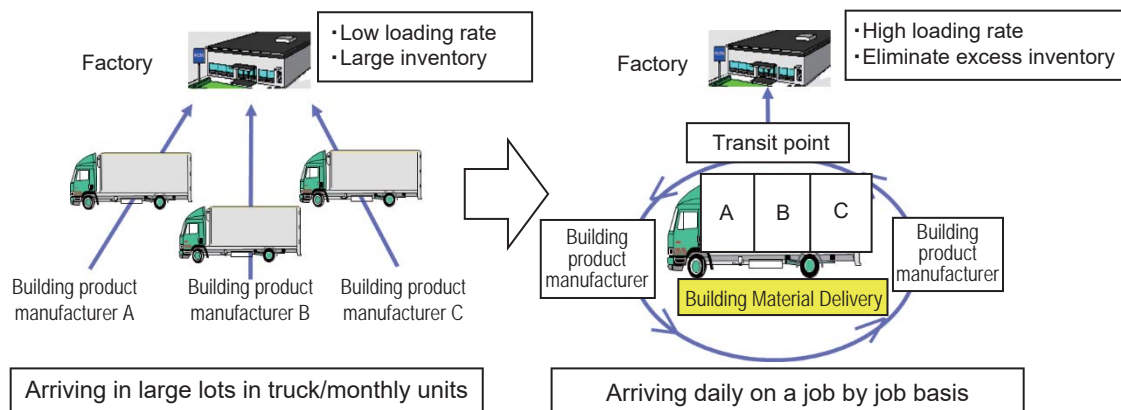 Factory
・Low loading rate
・Large inventory
Building product
manufacturer A
Building product
manufacturer B
Building product
manufacturer C
Arriving in large lots in truck/monthly units
Factory
・High loading rate
・Eliminate excess inventory
Transit point
A B C
Building
product
manufacturer
Building
product
manufacturer
Building Material Delivery
Arriving daily on a job by job basis